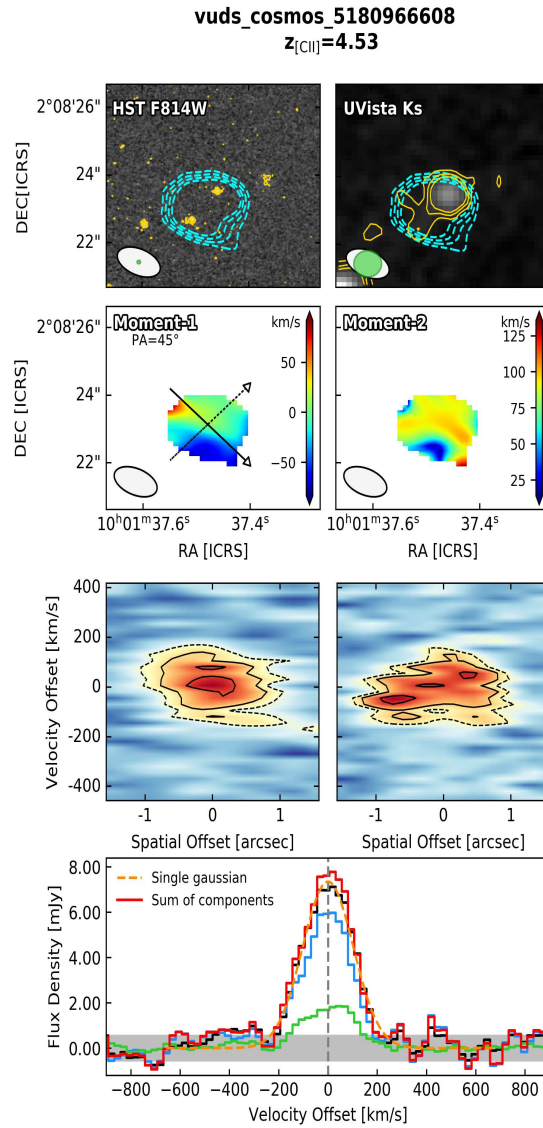 vuds_cosmos_5180966608
z[CII]=4.53
HST F814W
UVista Ks
DEC[ICRS]
2°08'26"
24"
22"
Moment-1
PA=45°
km/s
50
0
−50
Moment-2
km/s
125
100
75
50
25
DEC [ICRS]
2°08'26"
24"
22"
10h01m37.6s
37.4s
10h01m37.6s
37.4s
RA [ICRS]
RA [ICRS]
Velocity Offset [km/s]
400
200
0
-200
-400
-1
0
1
-1
0
1
Spatial Offset [arcsec]
Spatial Offset [arcsec]
Flux Density [mJy]
8.00
6.00
4.00
2.00
0.00
Single gaussian
Sum of components
−800
−600
−400
−200
0
200
400
600
800
Velocity Offset [km/s]